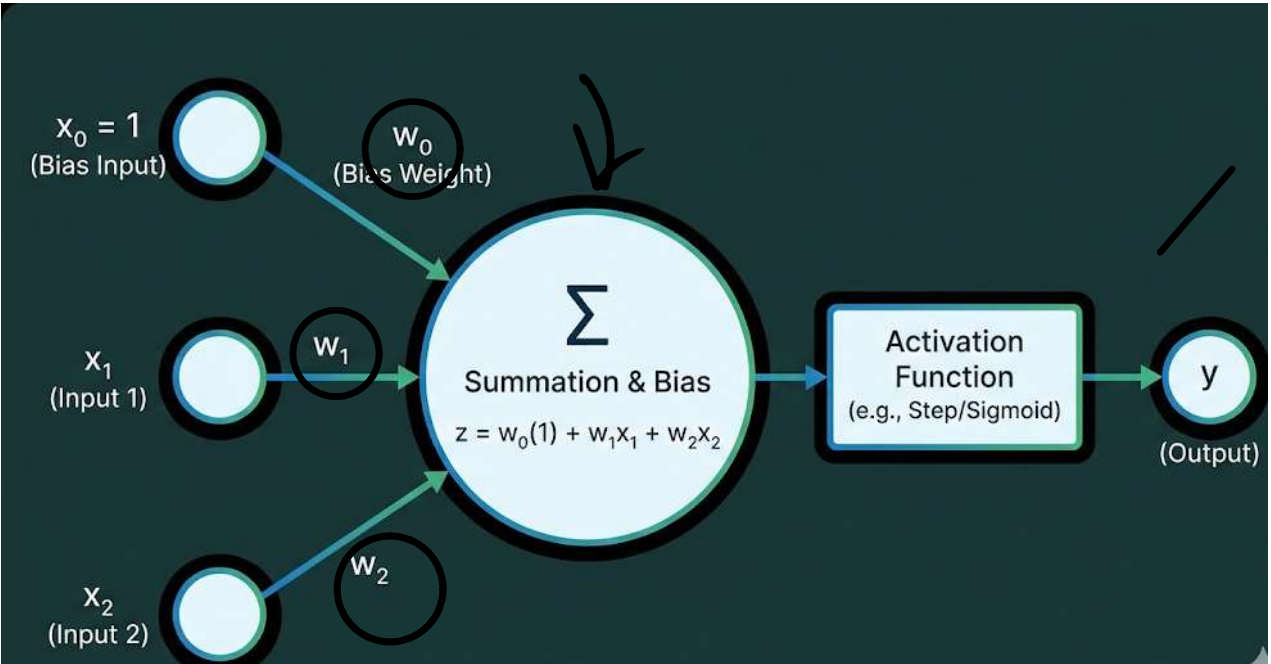 x₀ = 1
(Bias Input)
w₀
(Bias Weight)
x₁
(Input 1)
w₁
x₂
(Input 2)
w₂
Σ
Summation & Bias
z = w₀(1) + w₁x₁ + w₂x₂
Activation
Function
(e.g., Step/Sigmoid)
y
(Output)